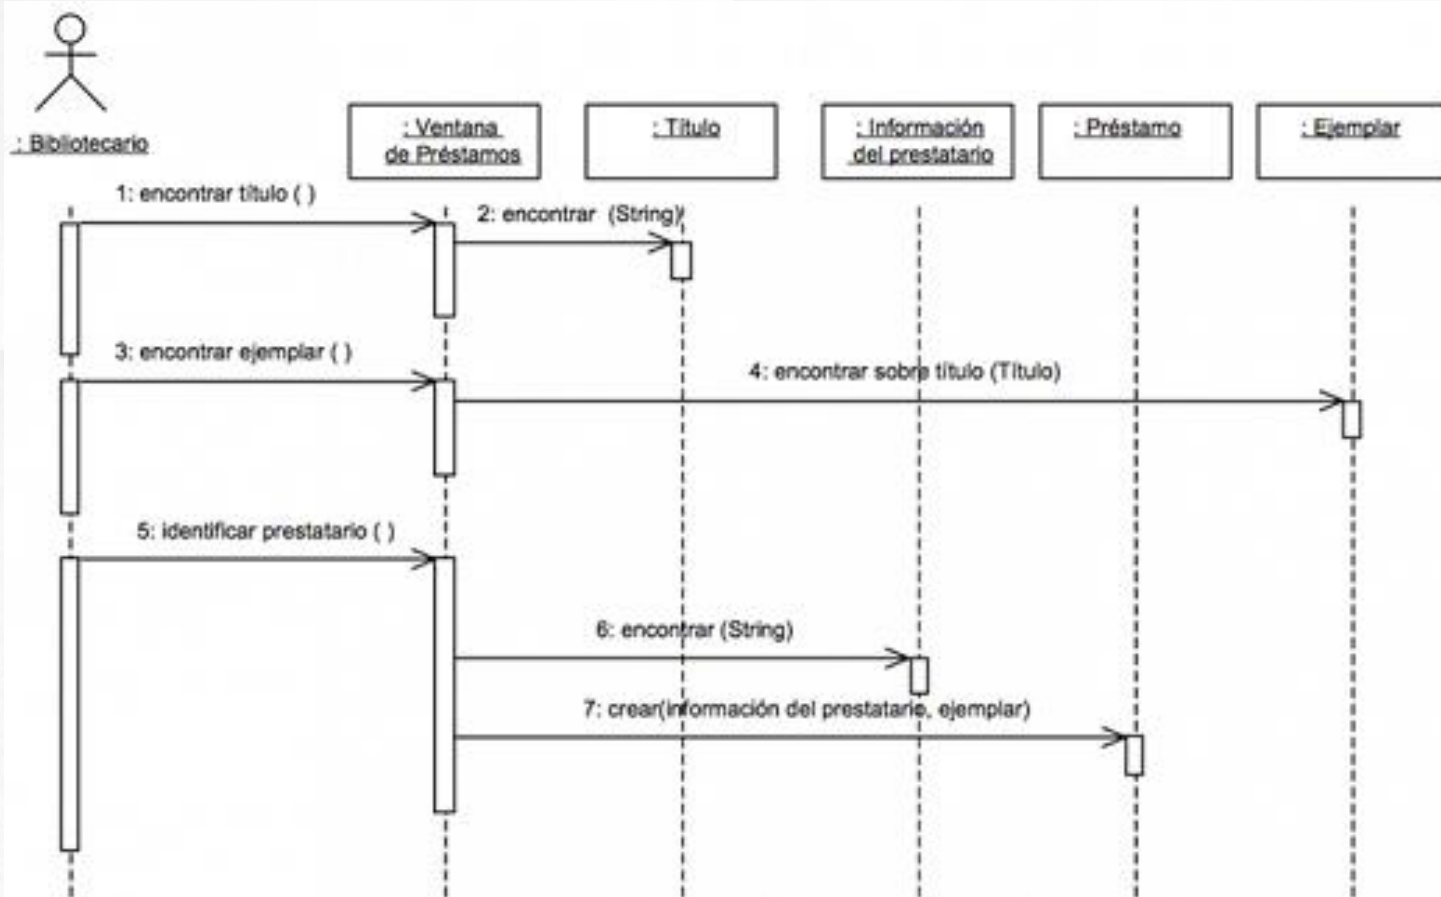 : Bibliotecario
: Ventana
de Préstamos
: Título
: Información
del prestatario
: Préstamo
: Ejemplar
1: encontrar título ( )
2: encontrar (String)
3: encontrar ejemplar ( )
4: encontrar sobre título (Título)
5: identificar prestatario ( )
6: encontrar (String)
7: crear(información del prestatario, ejemplar)